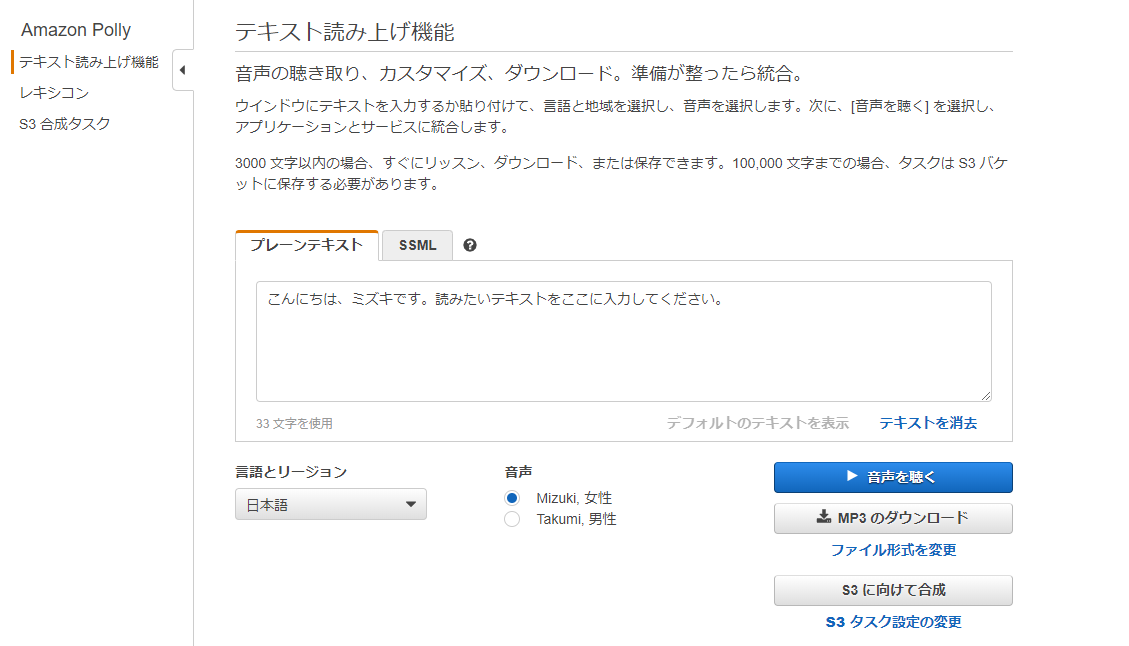 Amazon Polly
テキスト読み上げ機能
レキシコン
S3 合成タスク
テキスト読み上げ機能
音声の聴き取り、カスタマイズ、ダウンロード。準備が整ったら統合。
ウインドウにテキストを入力するか貼り付けて、言語と地域を選択し、音声を選択します。次に、[音声を聴く] を選択し、
アプリケーションとサービスに統合します。
3000 文字以内の場合、すぐにリッスン、ダウンロード、または保存できます。100,000 文字までの場合、タスクは S3 バケ
ットに保存する必要があります。
プレーンテキスト
SSML
?
こんにちは、ミズキです。読みたいテキストをここに入力してください。
33 文字を使用
デフォルトのテキストを表示
テキストを消去
言語とリージョン
日本語
音声
Mizuki, 女性
Takumi, 男性
音声を聴く
MP3 のダウンロード
ファイル形式を変更
S3 に向けて合成
S3 タスク設定の変更